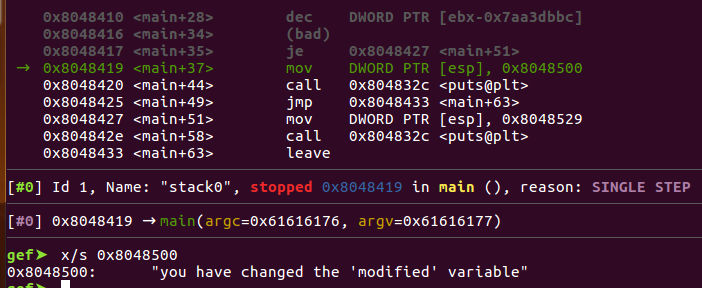 0x8048410 <main+28> dec DWORD PTR [ebx-0x7aa3dbbc]
0x8048416 <main+34> (bad)
0x8048417 <main+35> je 0x8048427 <main+51>
→ 0x8048419 <main+37> mov DWORD PTR [esp], 0x8048500
0x8048420 <main+44> call 0x804832c <puts@plt>
0x8048425 <main+49> jmp 0x8048433 <main+63>
0x8048427 <main+51> mov DWORD PTR [esp], 0x8048529
0x804842e <main+58> call 0x804832c <puts@plt>
0x8048433 <main+63> leave
[#0] Id 1, Name: "stack0", stopped 0x8048419 in main (), reason: SINGLE STEP
[#0] 0x8048419 → main(argc=0x61616176, argv=0x61616177)
gef➤ x/s 0x8048500
0x8048500: "you have changed the 'modified' variable"
gef➤